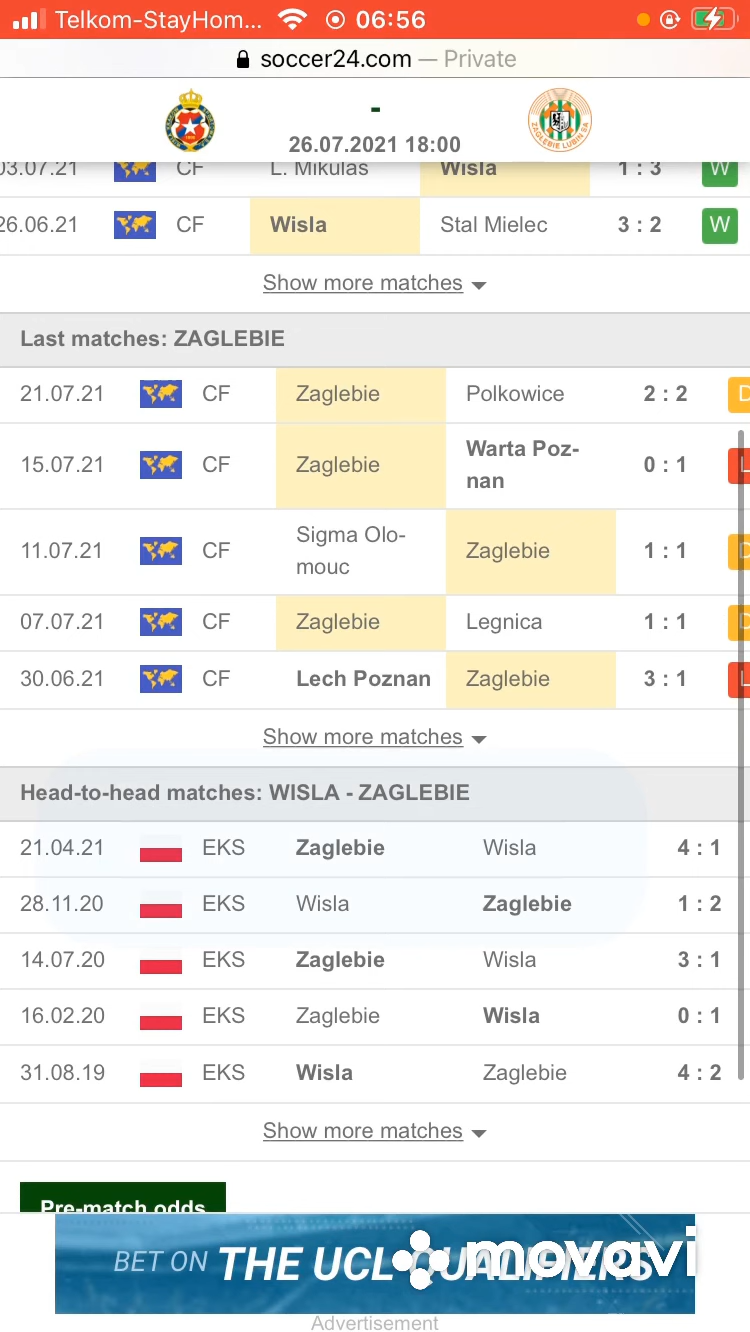 Telkom-StayHom... 06:56
soccer24.com — Private
-
26.07.2021 18:00
ZAGLEBIE LUBIN SA
03.07.21 CF L. Mikulas Wisla 1 : 3 W
26.06.21 CF Wisla Stal Mielec 3 : 2 W
Show more matches
Last matches: ZAGLEBIE
21.07.21 CF Zaglebie Polkowice 2 : 2 D
15.07.21 CF Zaglebie Warta Poz-
nan 0 : 1 L
11.07.21 CF Sigma Olo-
mouc Zaglebie 1 : 1 D
07.07.21 CF Zaglebie Legnica 1 : 1 D
30.06.21 CF Lech Poznan Zaglebie 3 : 1 L
Show more matches
Head-to-head matches: WISLA - ZAGLEBIE
21.04.21 EKS Zaglebie Wisla 4 : 1
28.11.20 EKS Wisla Zaglebie 1 : 2
14.07.20 EKS Zaglebie Wisla 3 : 1
16.02.20 EKS Zaglebie Wisla 0 : 1
31.08.19 EKS Wisla Zaglebie 4 : 2
Show more matches
Pre-match odds
BET ON THE UCL QUALIFIERS
movavi
Advertisement